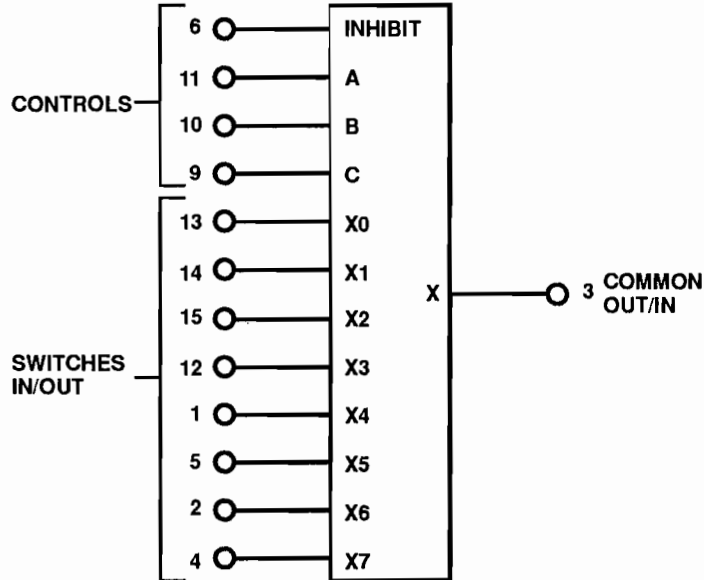 6 INHIBIT
11 A
CONTROLS
10 B
9 C
13 X0
14 X1
X 3 COMMON
OUT/IN
15 X2
SWITCHES
IN/OUT
12 X3
1 X4
5 X5
2 X6
4 X7